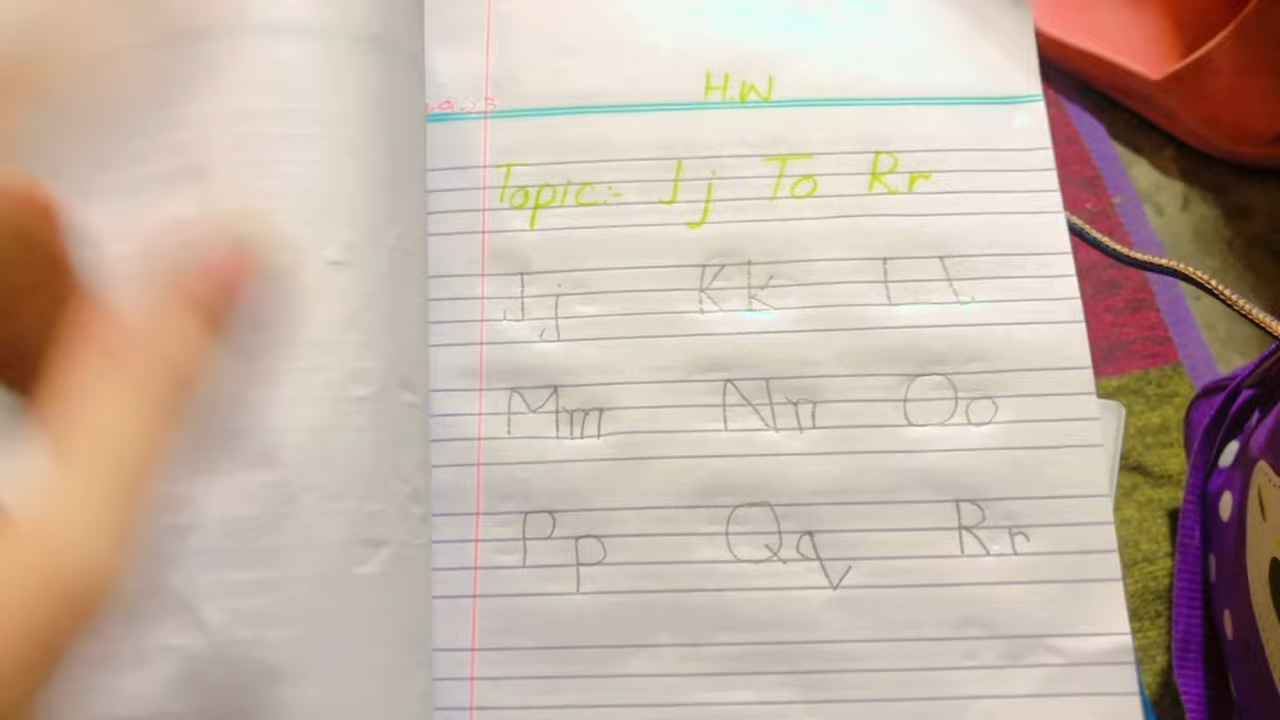 H.W
Topic:- Jj To Rr
Jj Kk Ll
Mm Nn Oo
Pp Qq Rr